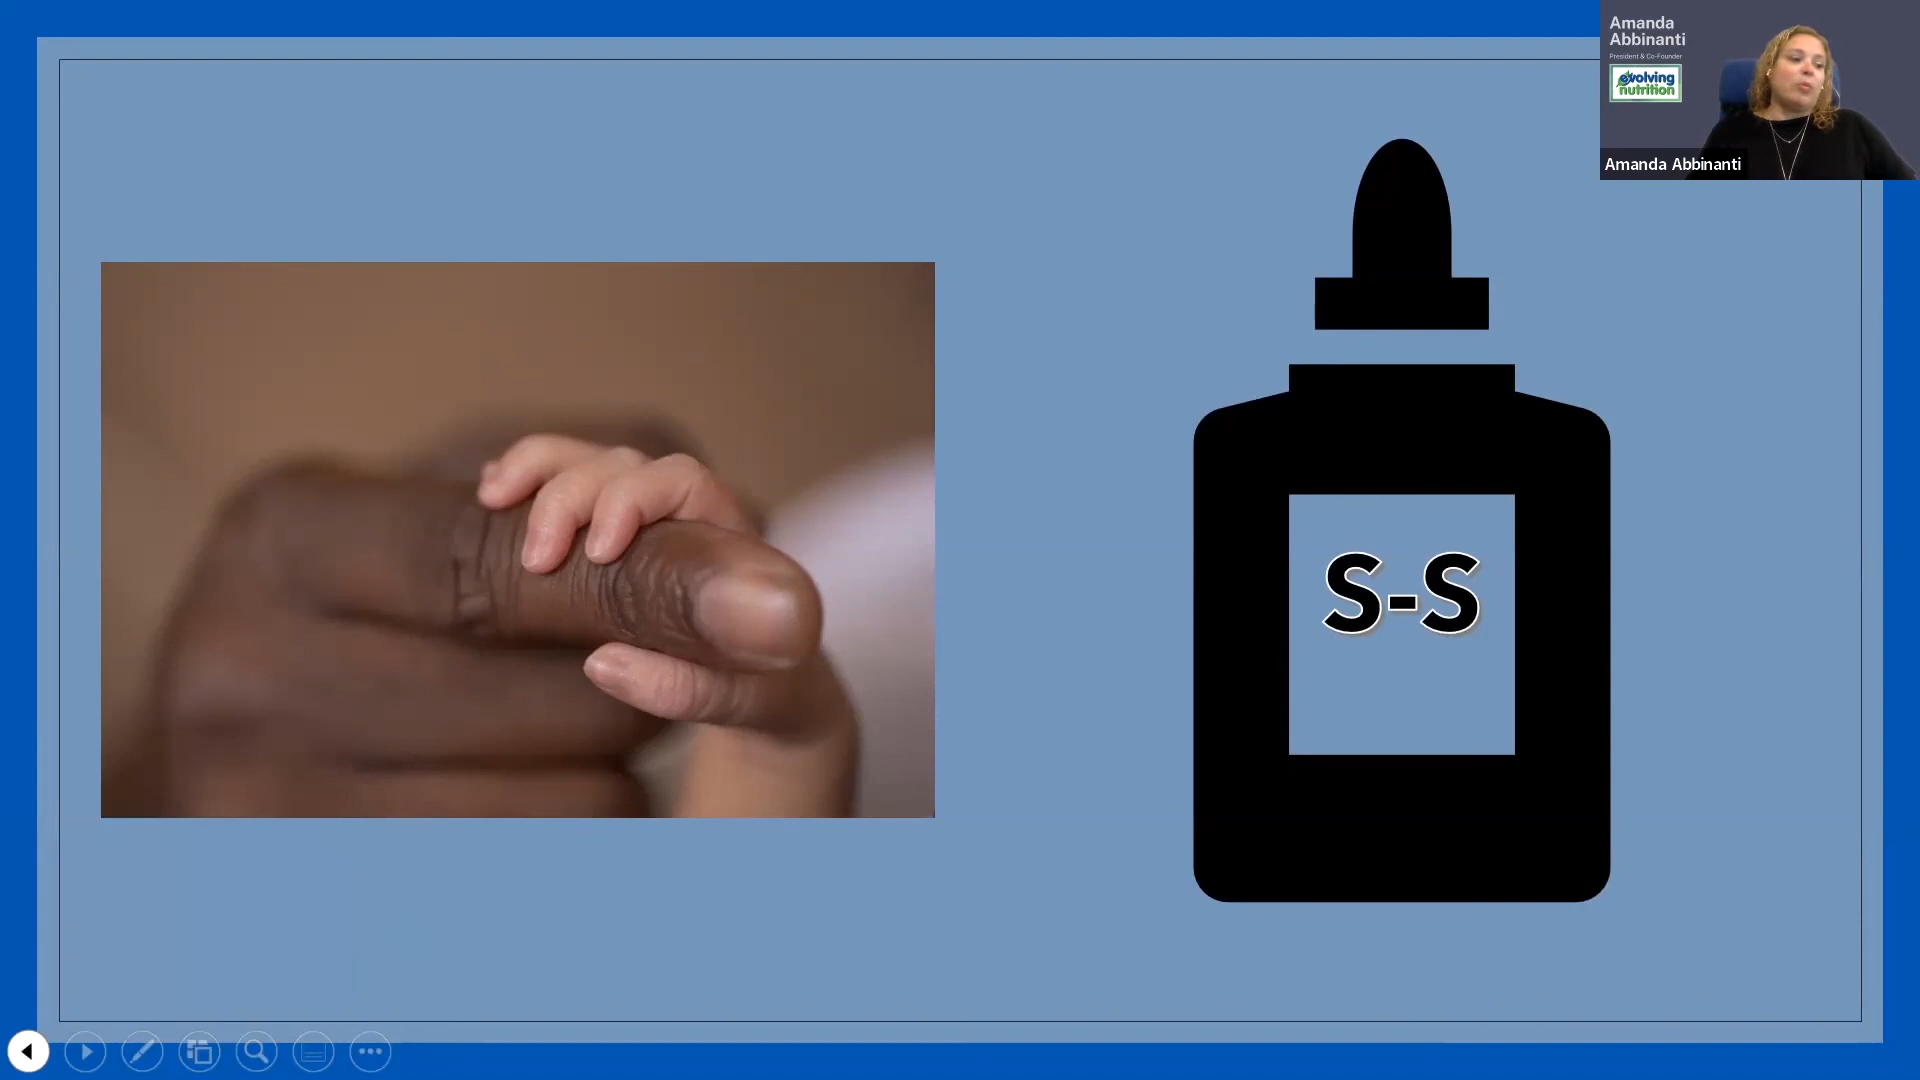 Amanda
Abbinanti
President & Co-Founder
evolving
nutrition
Amanda Abbinanti
S-S